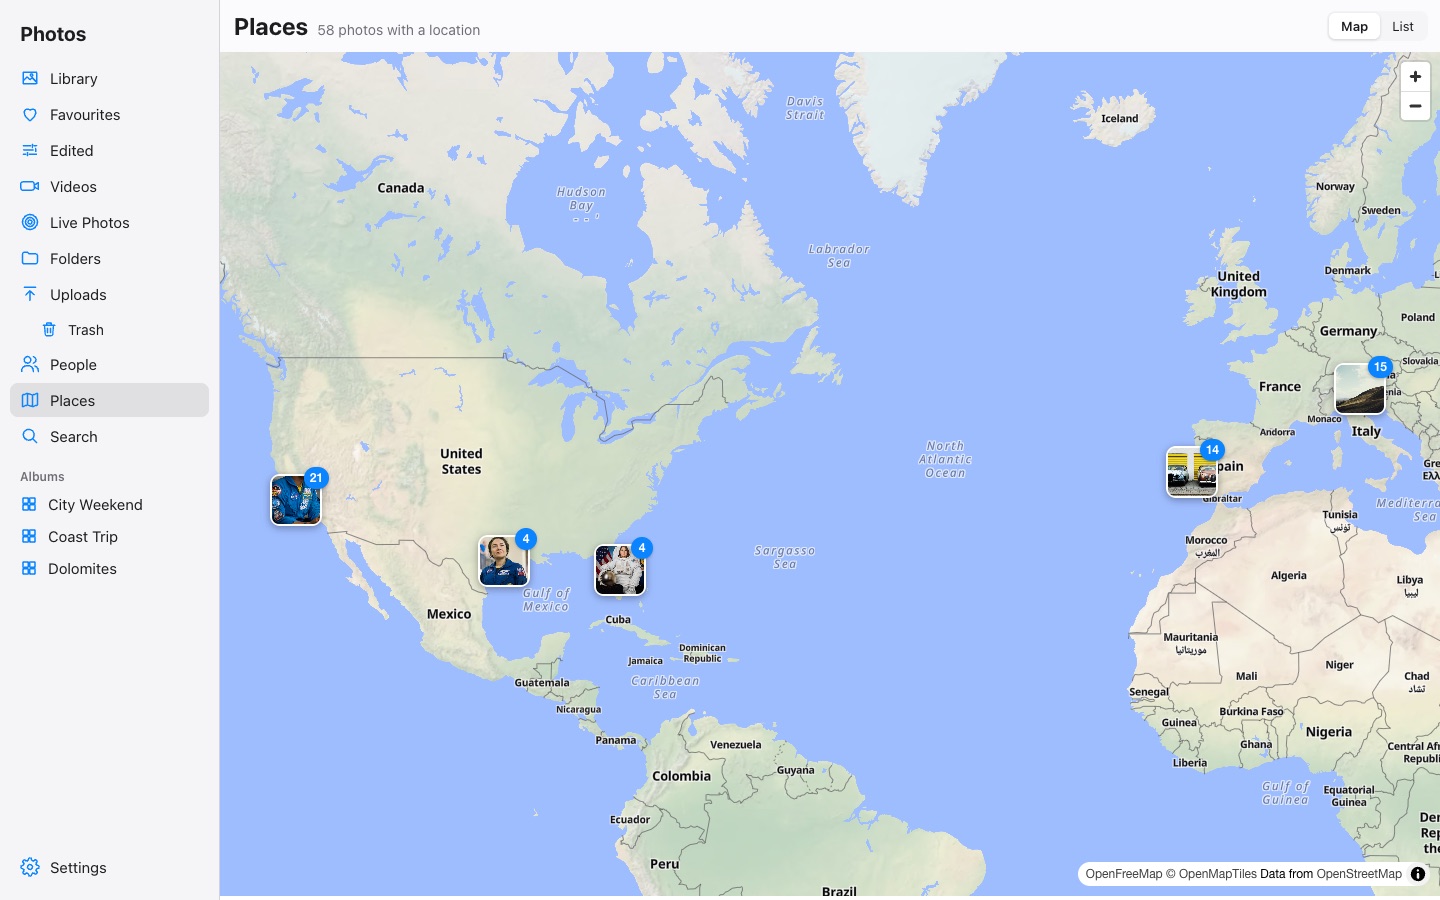 Photos
Library
Favourites
Edited
Videos
Live Photos
Folders
Uploads
Trash
People
Places
Search
Albums
City Weekend
Coast Trip
Dolomites
Settings
Places
58 photos with a location
Map
List
Davis
Strait
Iceland
Canada
Hudson
Bay
Norway
Sweden
Labrador
Sea
United
Kingdom
Denmark
Poland
Germany
Slovakia
15
France
Monaco
Andorra
Italy
North
Atlantic
Ocean
United
States
14
pain
Gibraltar
21
4
4
Gulf of
Mexico
Mexico
Sargasso
Sea
Mediterra
Sea
Gre
Ελλ
Tunisia
تونس
Morocco
المغرب
Algeria
Libya
ليبيا
Cuba
Dominican
Republic
Jamaica
Caribbean
Sea
Guatemala
Nicaragua
Panama
Mauritania
موريتانيا
Mali
Niger
Chad
تشاد
Senegal
Burkina Faso
Guinea
Ghana
Nigeria
Liberia
Central Afr
Republi
Venezuela
Guyana
Colombia
Ecuador
Peru
Brazil
Gulf of
Guinea
Equatorial
Guinea
Der
Rep
the
OpenFreeMap © OpenMapTiles Data from OpenStreetMap